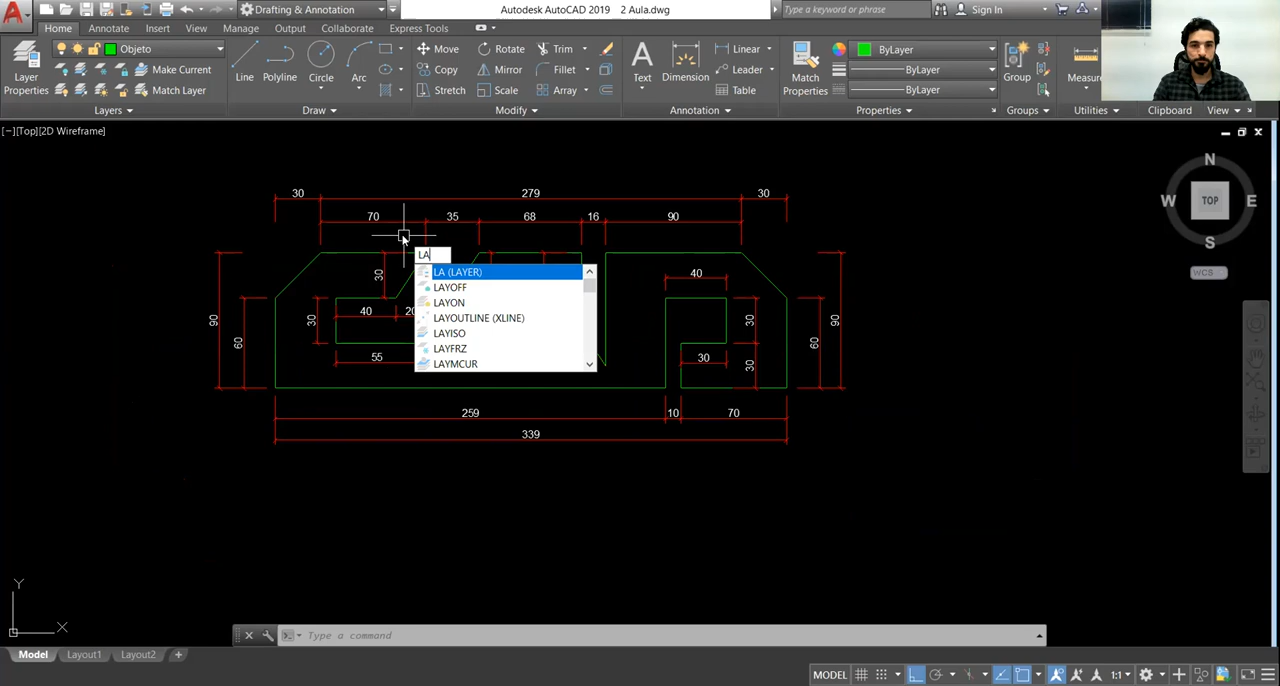 Drafting & Annotation
Autodesk AutoCAD 2019 2 Aula.dwg
Type a keyword or phrase
Sign In
Home Annotate Insert View Manage Output Collaborate Express Tools
Layer Properties
Objeto
Make Current
Match Layer
Layers
Line Polyline Circle Arc
Draw
Move Rotate Trim
Copy Mirror Fillet
Stretch Scale Array
Modify
Text Dimension
Linear
Leader
Table
Annotation
Match Properties
ByLayer
ByLayer
ByLayer
Properties
Group
Groups
Utilities
Clipboard
View
[−][Top][2D Wireframe]
N
W TOP E
S
WCS
30 279 30
70 35 68 16 90
LA
LA (LAYER)
LAYOFF
LAYON
LAYOUTLINE (XLINE)
LAYISO
LAYFRZ
LAYMCUR
30
40
40
90 60 30
55
30 30
30
60 90
259 10 70
339
Y
X
Type a command
Model Layout1 Layout2 +
MODEL
1:1